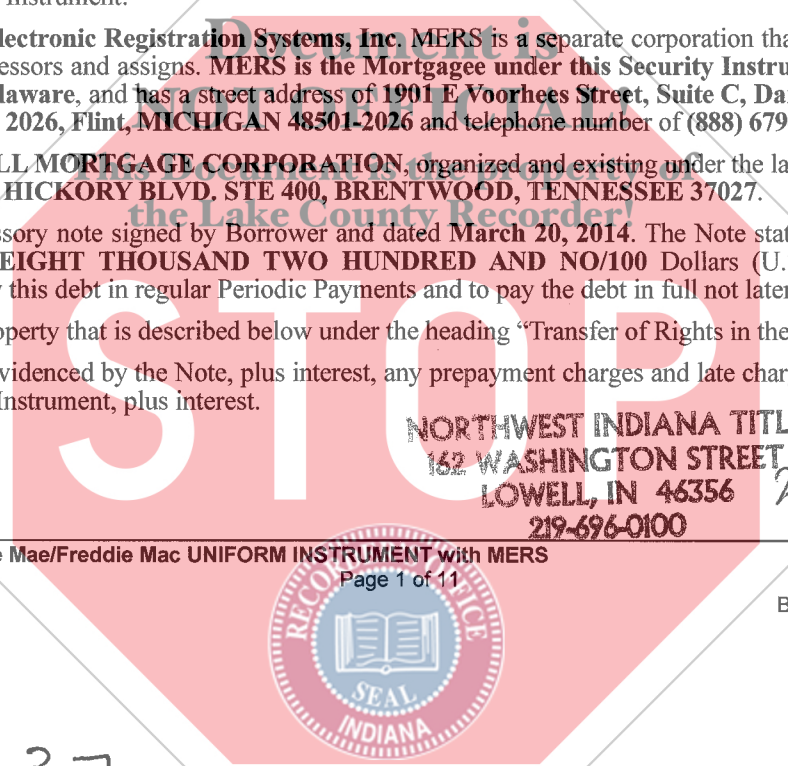 Instrument.
Document is
lectronic Registration Systems, Inc. MERS is a separate corporation tha
essors and assigns. MERS is the Mortgagee under this Security Instru
NOT OFFICIAL!
laware, and has a street address of 1901 E Voorhees Street, Suite C, Da
2026, Flint, MICHIGAN 48501-2026 and telephone number of (888) 679
LL MORTGAGE CORPORATION, organized and existing under the la
This Document is the property of
HICKORY BLVD. STE 400, BRENTWOOD, TENNESSEE 37027.
the Lake County Recorder!
ssory note signed by Borrower and dated March 20, 2014. The Note stat
EIGHT THOUSAND TWO HUNDRED AND NO/100 Dollars (U.
this debt in regular Periodic Payments and to pay the debt in full not later
operty that is described below under the heading “Transfer of Rights in the
STOP
videnced by the Note, plus interest, any prepayment charges and late char
Instrument, plus interest.
NORTHWEST INDIANA TITL
162 WASHINGTON STREET
LOWELL, IN 46356
219-696-0100
e Mae/Freddie Mac UNIFORM INSTRUMENT with MERS
Page 1 of 11
B
RECORDER'S OFFICE
SEAL
INDIANA